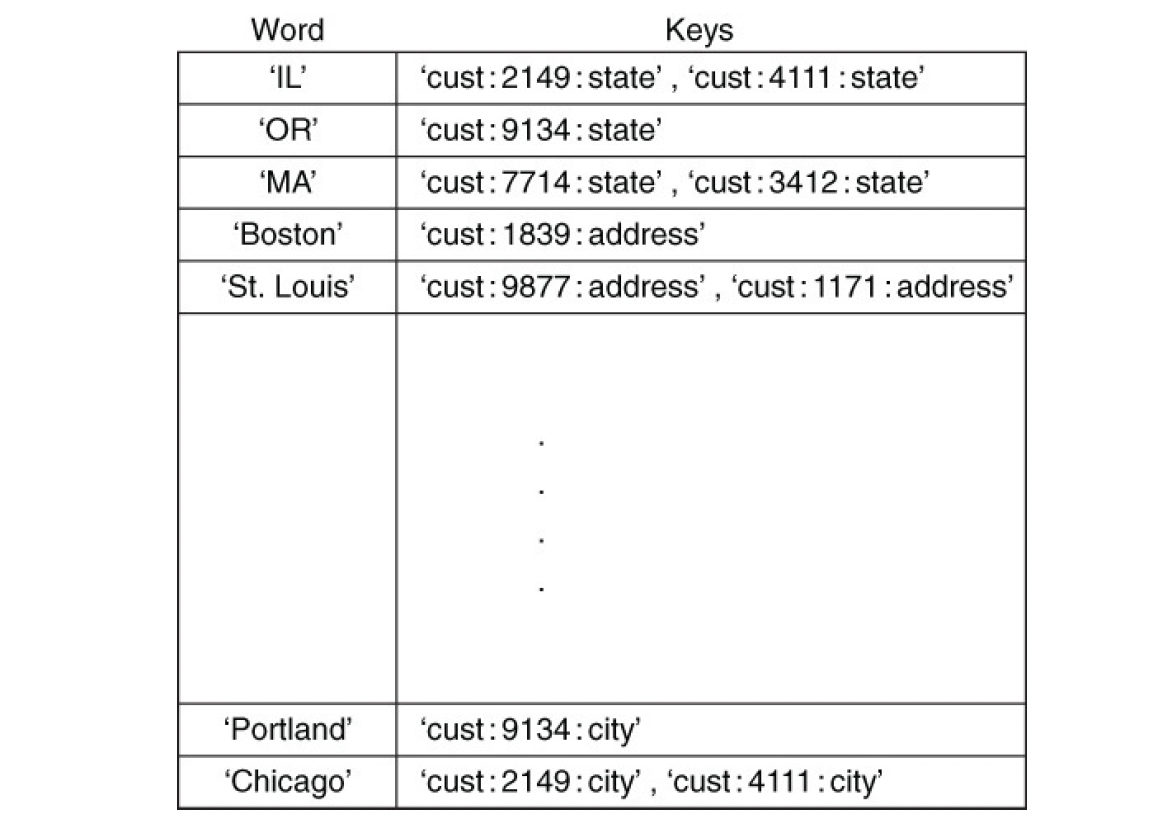 Word Keys
‘IL’ ‘cust:2149:state’ , ‘cust:4111:state’
‘OR’ ‘cust:9134:state’
‘MA’ ‘cust:7714:state’ , ‘cust:3412:state’
‘Boston’ ‘cust:1839:address’
‘St. Louis’ ‘cust:9877:address’ , ‘cust:1171:address’
.
.
.
.
‘Portland’ ‘cust:9134:city’
‘Chicago’ ‘cust:2149:city’ , ‘cust:4111:city’